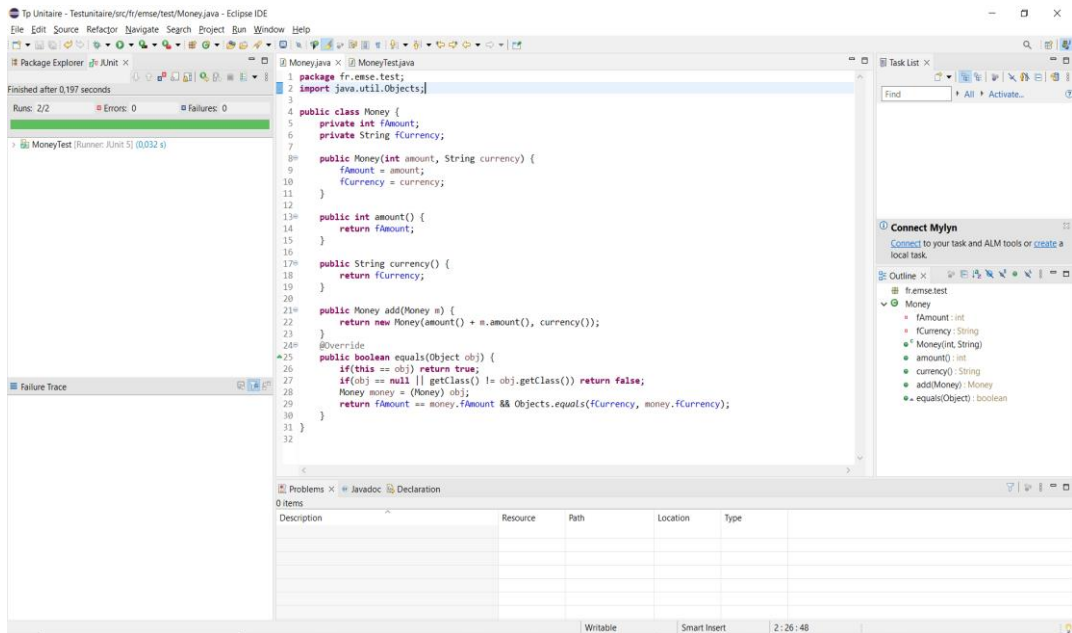 Tp Unitaire - Testunitaire/src/fr/emse/test/Money.java - Eclipse IDE
File Edit Source Refactor Navigate Search Project Run Window Help
Package Explorer JUnit
Finished after 0,197 seconds
Runs: 2/2 Errors: 0 Failures: 0
MoneyTest [Runner: JUnit 5] (0,032 s)
Failure Trace
Money.java MoneyTest.java
1 package fr.emse.test;
2 import java.util.Objects;
3
4 public class Money {
5 private int fAmount;
6 private String fCurrency;
7
8 public Money(int amount, String currency) {
9 fAmount = amount;
10 fCurrency = currency;
11 }
12
13 public int amount() {
14 return fAmount;
15 }
16
17 public String currency() {
18 return fCurrency;
19 }
20
21 public Money add(Money m) {
22 return new Money(amount() + m.amount(), currency());
23 }
24 @Override
25 public boolean equals(Object obj) {
26 if(this == obj) return true;
27 if(obj == null || getClass() != obj.getClass()) return false;
28 Money money = (Money) obj;
29 return fAmount == money.fAmount && Objects.equals(fCurrency, money.fCurrency);
30 }
31 }
32
Task List
Find All Activate...
Connect Mylyn
Connect to your task and ALM tools or create a
local task.
Outline
fr.emse.test
Money
fAmount : int
fCurrency : String
Money(int, String)
amount() : int
currency() : String
add(Money) : Money
equals(Object) : boolean
Problems Javadoc Declaration
0 items
Description Resource Path Location Type
Writable Smart Insert 2 : 26 : 48